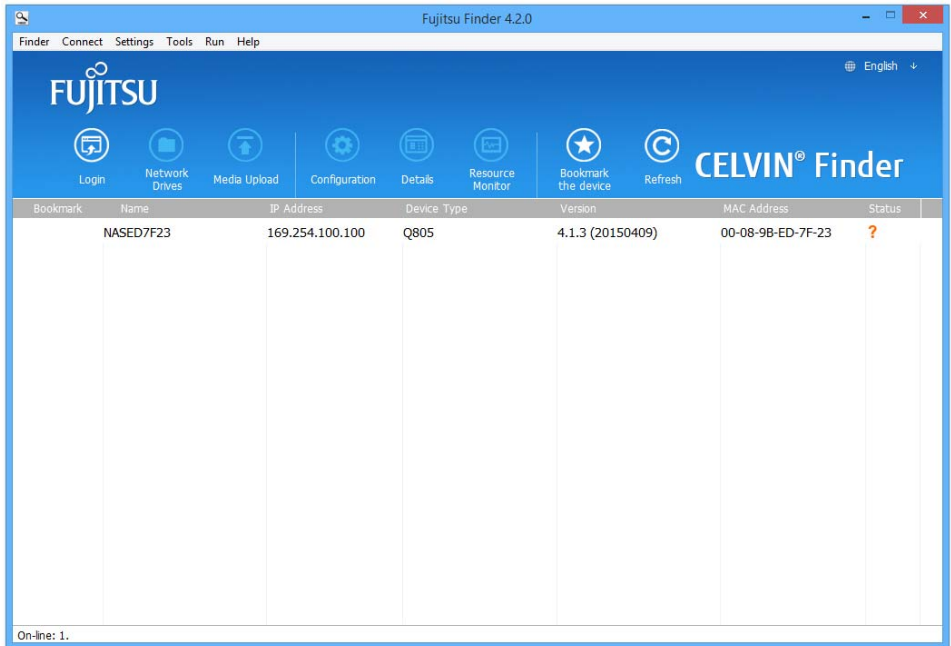 Fujitsu Finder 4.2.0
Finder Connect Settings Tools Run Help
FUJITSU
English
Login
Network Drives
Media Upload
Configuration
Details
Resource Monitor
Bookmark the device
Refresh
CELVIN® Finder
Bookmark Name IP Address Device Type Version MAC Address Status
NASED7F23 169.254.100.100 Q805 4.1.3 (20150409) 00-08-9B-ED-7F-23 ?
On-line: 1.